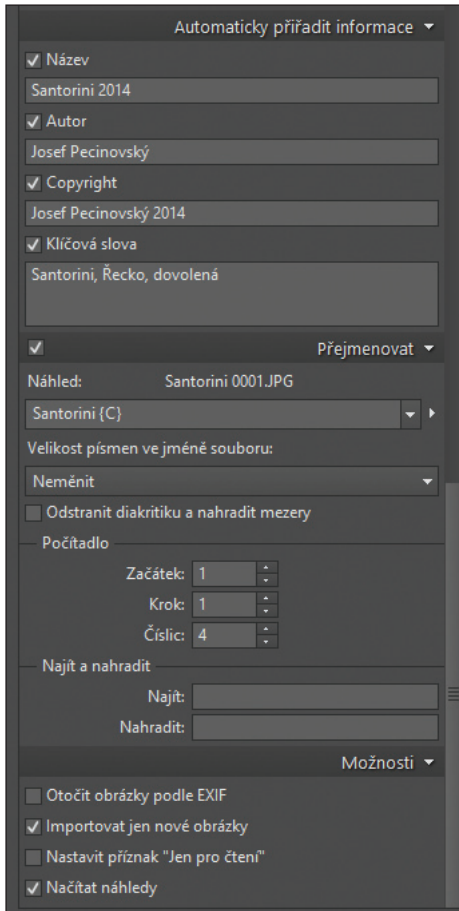 Automaticky přiřadit informace
Název
Santorini 2014
Autor
Josef Pecinovský
Copyright
Josef Pecinovský 2014
Klíčová slova
Santorini, Řecko, dovolená
Přejmenovat
Náhled: Santorini 0001.JPG
Santorini {C}
Velikost písmen ve jméně souboru:
Neměnit
Odstranit diakritiku a nahradit mezery
Počítadlo
Začátek: 1
Krok: 1
Číslic: 4
Najít a nahradit
Najít:
Nahradit:
Možnosti
Otočit obrázky podle EXIF
Importovat jen nové obrázky
Nastavit příznak "Jen pro čtení"
Načítat náhledy